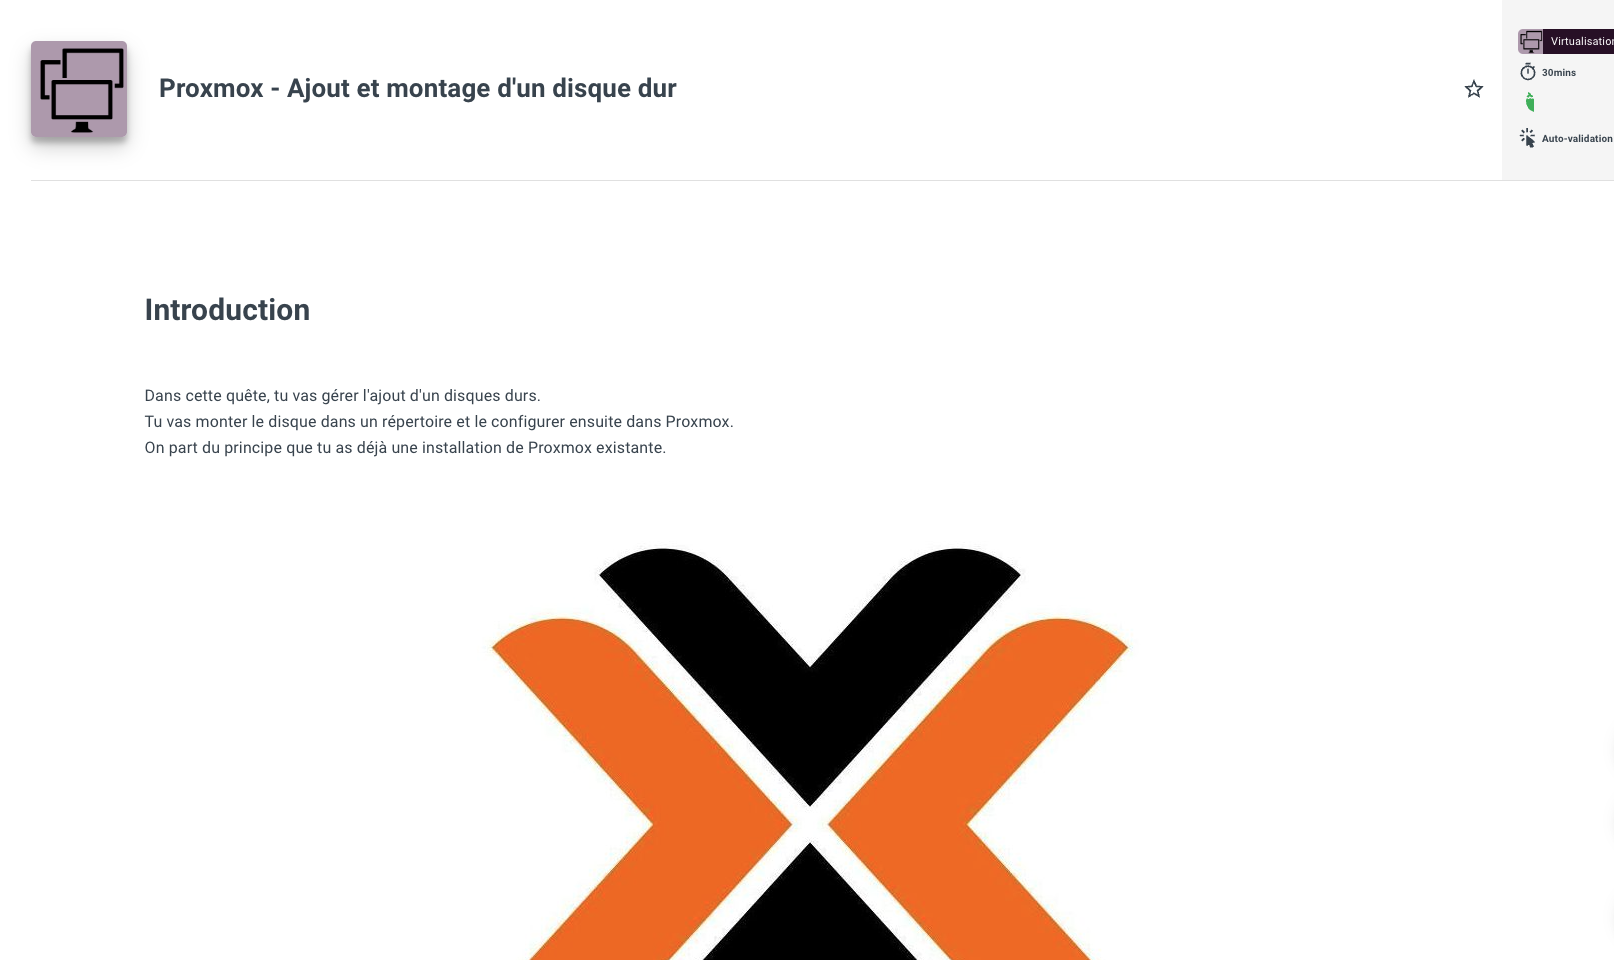 Proxmox - Ajout et montage d'un disque dur
Virtualisation
30mins
Auto-validation
Introduction
Dans cette quête, tu vas gérer l'ajout d'un disques durs.
Tu vas monter le disque dans un répertoire et le configurer ensuite dans Proxmox.
On part du principe que tu as déjà une installation de Proxmox existante.